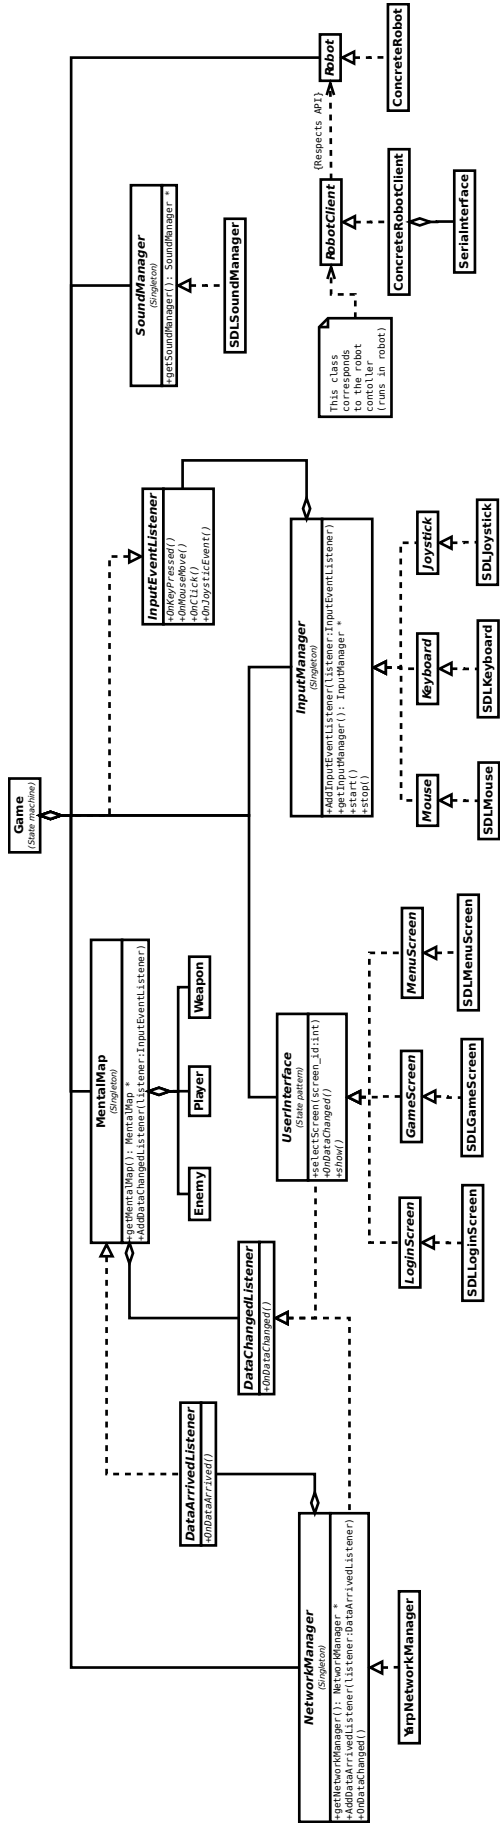 Game
(State machine)
MentalMap
(Singleton)
+getMentalMap(): MentalMap *
+AddDataChangedListener(listener:InputEventListener)
SoundManager
(Singleton)
+getSoundManager(): SoundManager *
InputEventListener
+OnKeyPressed()
+OnMouseMove()
+OnClick()
+OnJoysticEvent()
DataArrivedListener
+OnDataArrived()
Enemy
Player
Weapon
SDLSoundManager
DataChangedListener
+OnDataChanged()
UserInterface
(State pattern)
+selectScreen(screen_id:int)
+OnDataChanged()
+show()
InputManager
(SIngleton)
+AddInputEventListener(listener:InputEventListener)
+getInputManager(): InputManager *
+start()
+stop()
NetworkManager
(Singleton)
+getNetworkManager(): NetworkManager *
+AddDataArrivedListener(listener:DataArrivedListener)
+OnDataChanged()
This class
corresponds
to the robot
contoller
(runs in robot)
RobotClient
{Respects API}
Robot
YarpNetworkManager
LoginScreen
GameScreen
MenuScreen
Mouse
Keyboard
Joystick
ConcreteRobotClient
ConcreteRobot
SDLLoginScreen
SDLGameScreen
SDLMenuScreen
SDLMouse
SDLKeyboard
SDLJoystick
SeriaInterface